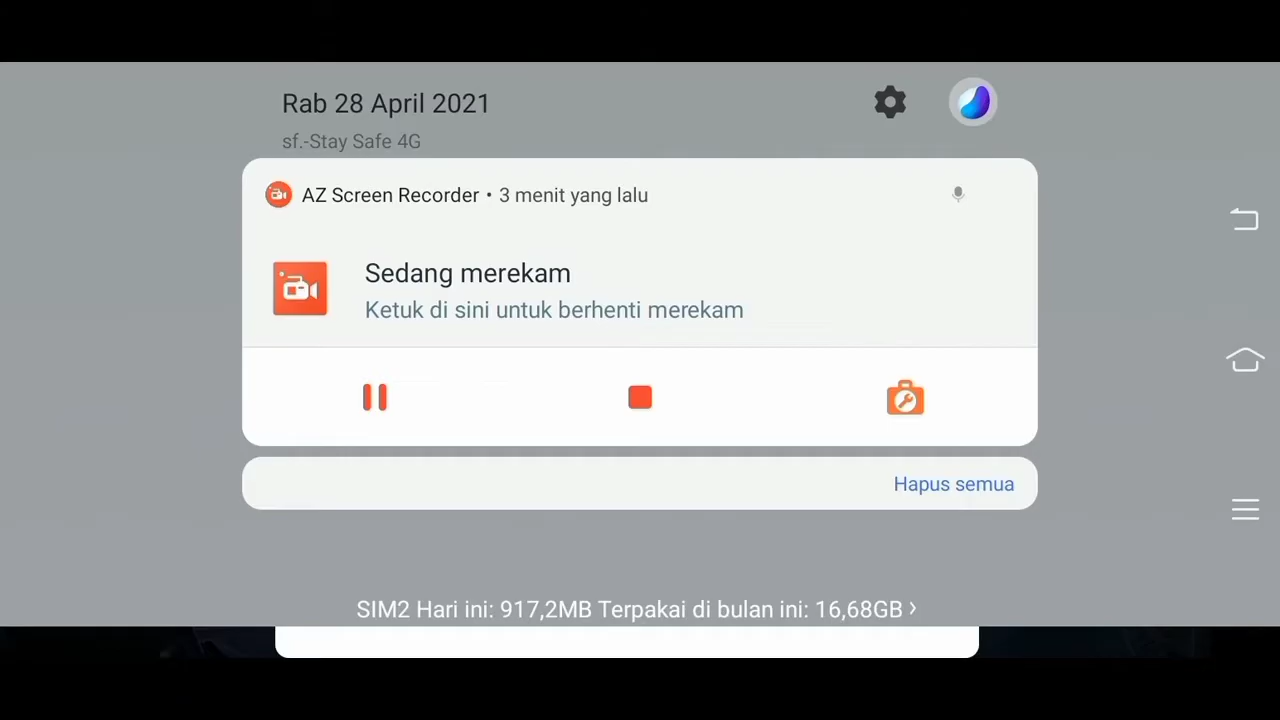 Rab 28 April 2021
sf.-Stay Safe 4G
AZ Screen Recorder • 3 menit yang lalu
Sedang merekam
Ketuk di sini untuk berhenti merekam
Hapus semua
SIM2 Hari ini: 917,2MB Terpakai di bulan ini: 16,68GB ›